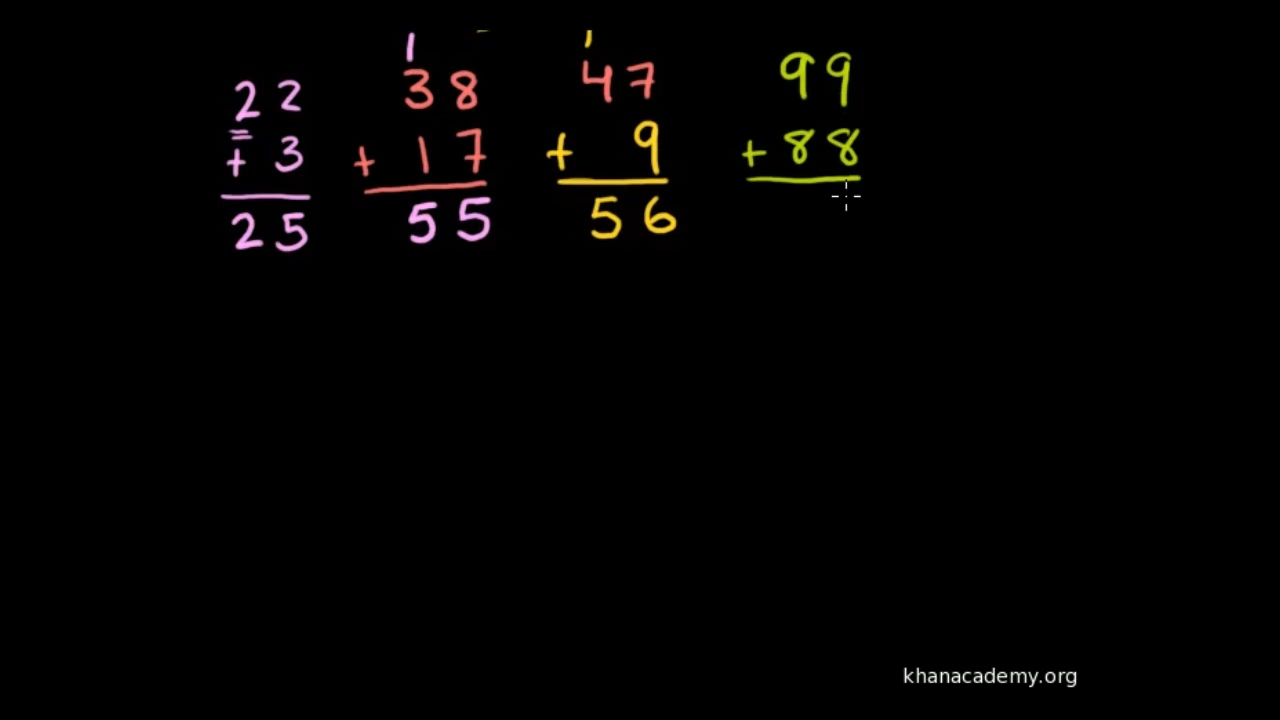 1 1
22 38 47 99
+ 3 + 17 + 9 + 88
25 55 56
khanacademy.org